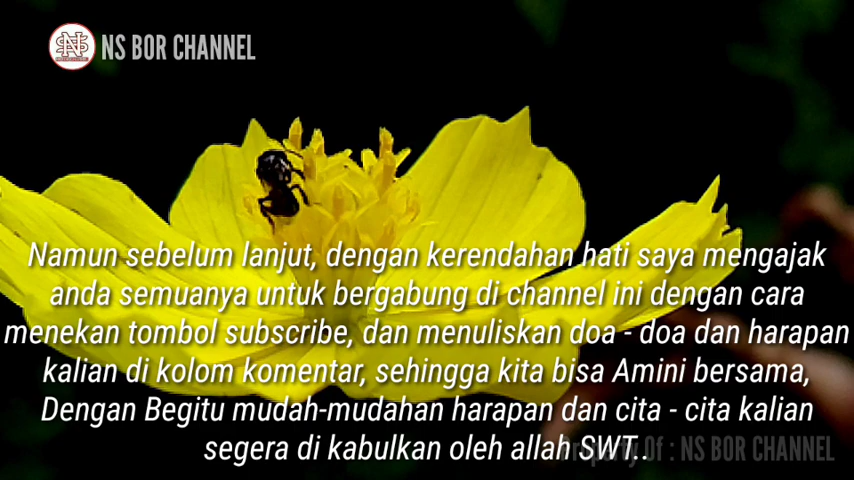 NS BOR CHANNEL
Namun sebelum lanjut, dengan kerendahan hati saya mengajak
anda semuanya untuk bergabung di channel ini dengan cara
menekan tombol subscribe, dan menuliskan doa - doa dan harapan
kalian di kolom komentar, sehingga kita bisa Amini bersama,
Dengan Begitu mudah-mudahan harapan dan cita - cita kalian
segera di kabulkan oleh allah SWT..
Property Of : NS BOR CHANNEL